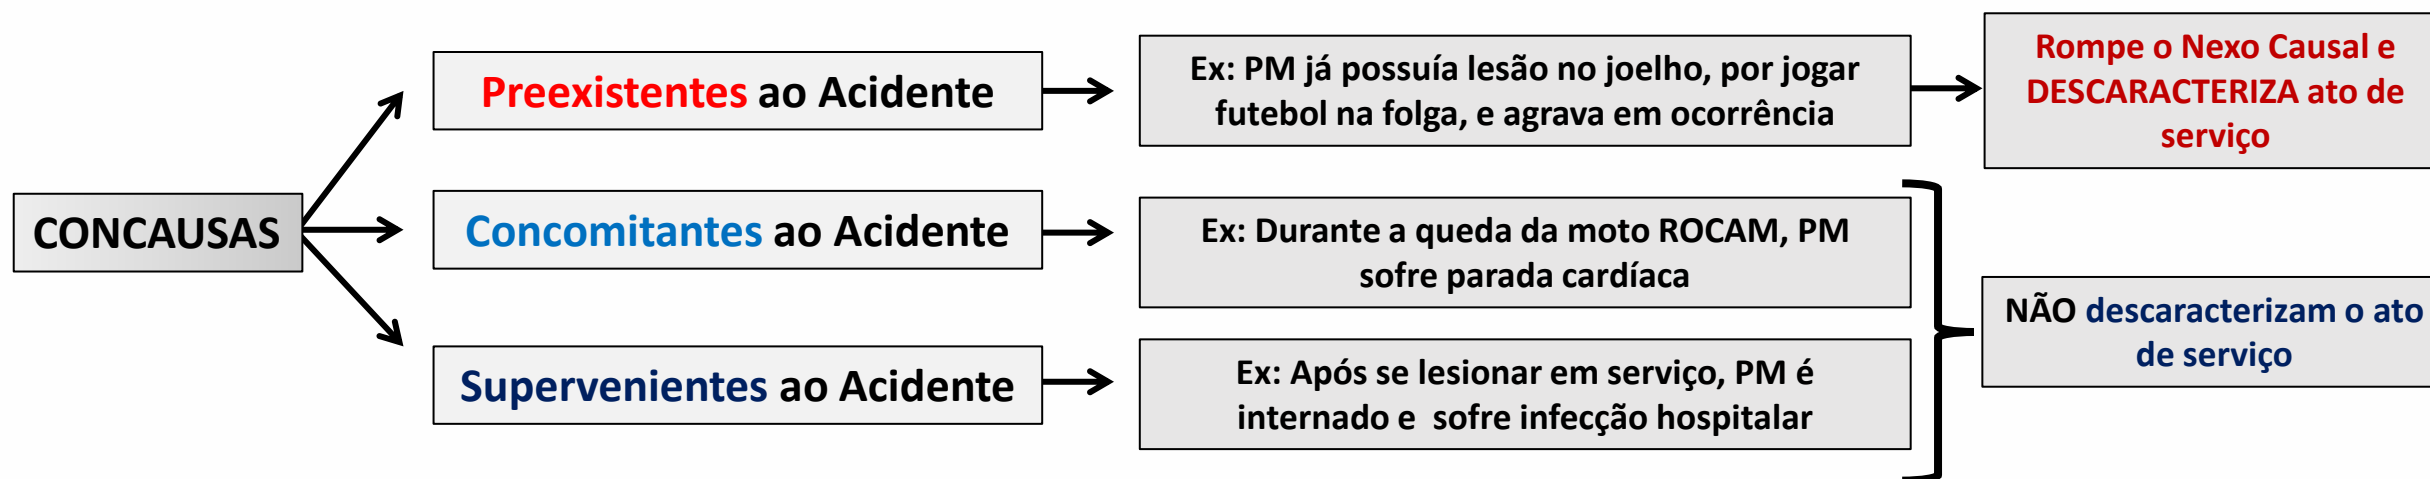 CONCAUSAS
Preexistentes ao Acidente
Ex: PM já possuía lesão no joelho, por jogar
futebol na folga, e agrava em ocorrência
Rompe o Nexo Causal e
DESCARACTERIZA ato de
serviço
Concomitantes ao Acidente
Ex: Durante a queda da moto ROCAM, PM
sofre parada cardíaca
Supervenientes ao Acidente
Ex: Após se lesionar em serviço, PM é
internado e sofre infecção hospitalar
NÃO descaracterizam o ato
de serviço